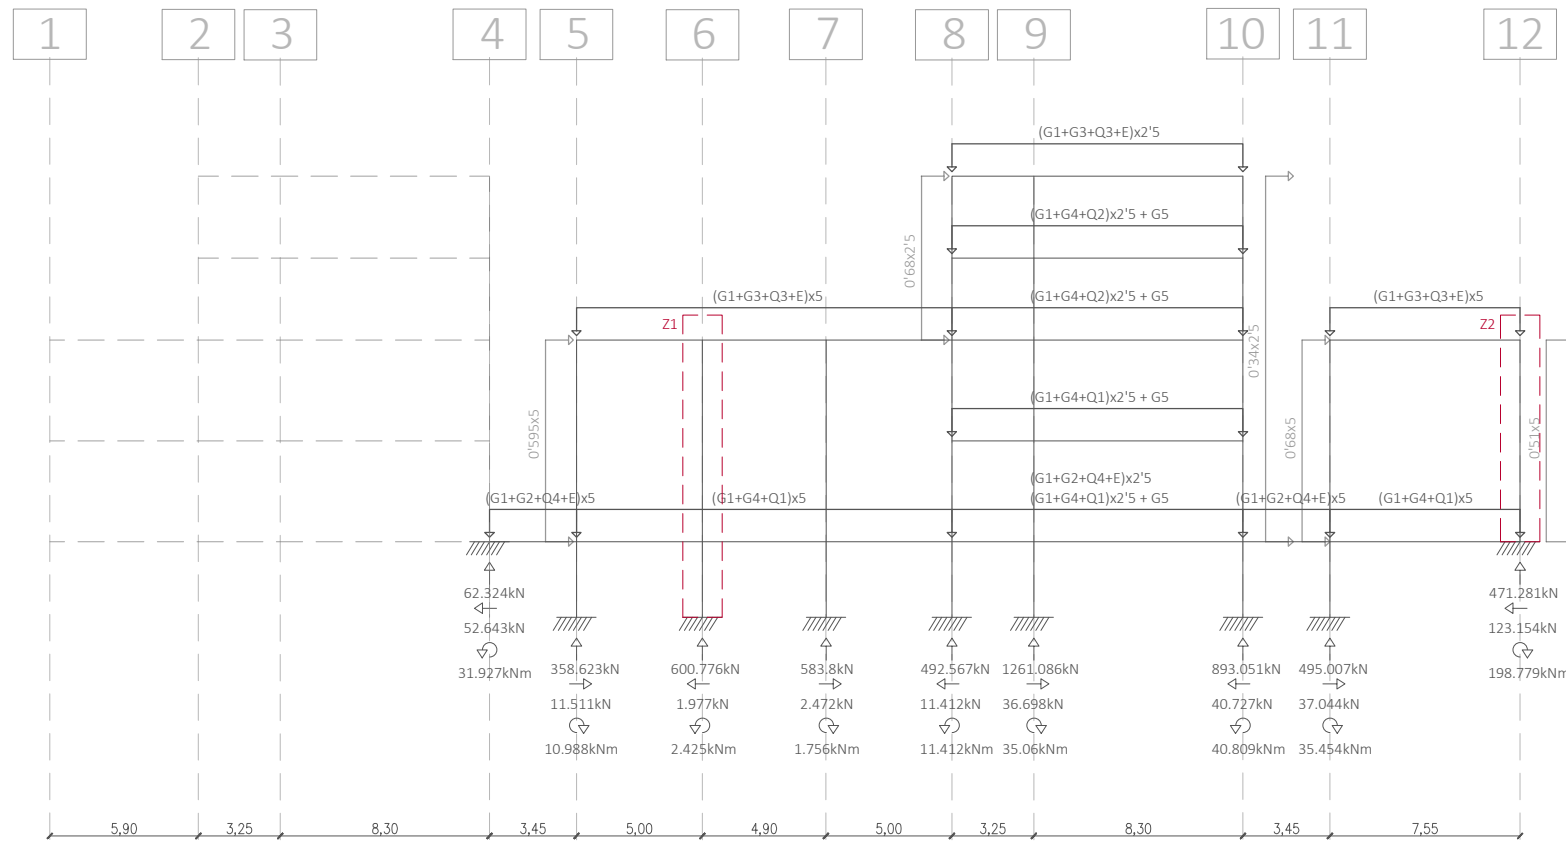 1 2 3 4 5 6 7 8 9 10 11 12
(G1+G3+Q3+E)x2'5
(G1+G4+Q2)x2'5 + G5
0'68x2'5
(G1+G3+Q3+E)x5
(G1+G4+Q2)x2'5 + G5
(G1+G3+Q3+E)x5
Z1
Z2
0'34x2'5
(G1+G4+Q1)x2'5 + G5
0'595x5
0'68x5
0'51x5
(G1+G2+Q4+E)x2'5
(G1+G2+Q4+E)x5
(G1+G4+Q1)x5
(G1+G4+Q1)x2'5 + G5
(G1+G2+Q4+E)x5
(G1+G4+Q1)x5
62.324kN
52.643kN
31.927kNm
471.281kN
123.154kN
198.779kNm
358.623kN 600.776kN 583.8kN 492.567kN 1261.086kN 893.051kN 495.007kN
11.511kN 1.977kN 2.472kN 11.412kN 36.698kN 40.727kN 37.044kN
10.988kNm 2.425kNm 1.756kNm 11.412kNm 35.06kNm 40.809kNm 35.454kNm
5,90 3,25 8,30 3,45 5,00 4,90 5,00 3,25 8,30 3,45 7,55